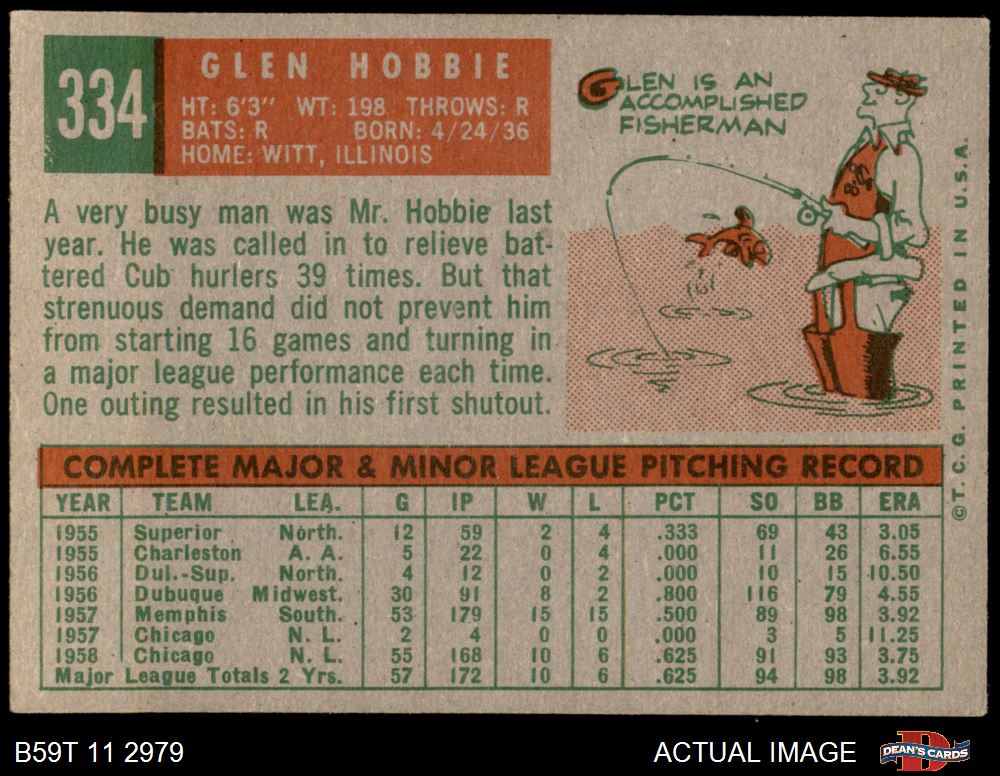 334
GLEN HOBBIE
HT: 6'3" WT: 198 THROWS: R
BATS: R BORN: 4/24/36
HOME: WITT, ILLINOIS
GLEN IS AN
ACCOMPLISHED
FISHERMAN
A very busy man was Mr. Hobbie last
year. He was called in to relieve bat-
tered Cub hurlers 39 times. But that
strenuous demand did not prevent him
from starting 16 games and turning in
a major league performance each time.
One outing resulted in his first shutout.
©T. C. G. PRINTED IN U.S.A.
COMPLETE MAJOR & MINOR LEAGUE PITCHING RECORD
YEAR TEAM LEA. G IP W L PCT SO BB ERA
1955 Superior North. 12 59 2 4 .333 69 43 3.05
1955 Charleston A. A. 5 22 0 4 .000 11 26 6.55
1956 Dul.-Sup. North. 4 12 0 2 .000 10 15 10.50
1956 Dubuque Midwest. 30 91 8 2 .800 116 79 4.55
1957 Memphis South. 53 179 15 15 .500 89 98 3.92
1957 Chicago N. L. 2 4 0 0 .000 3 5 11.25
1958 Chicago N. L. 55 168 10 6 .625 91 93 3.75
Major League Totals 2 Yrs. 57 172 10 6 .625 94 98 3.92
B59T 11 2979
ACTUAL IMAGE
DEAN'S CARDS